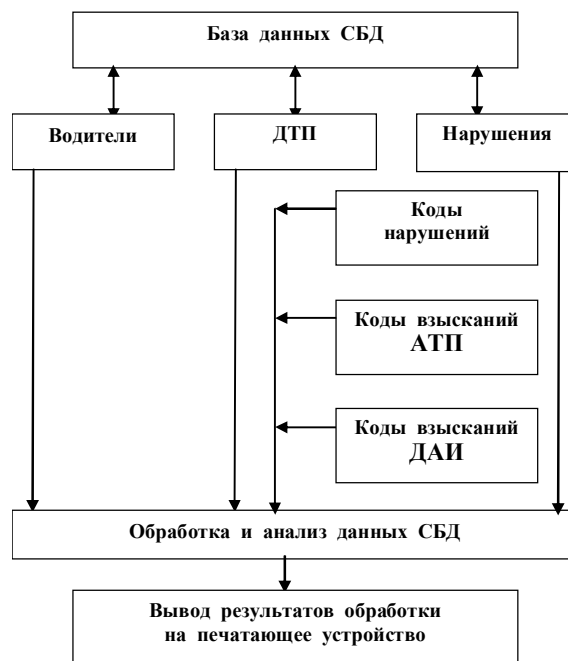 База данных СБД
Водители
ДТП
Нарушения
Коды
нарушений
Коды взысканий
АТП
Коды взысканий
ДАИ
Обработка и анализ данных СБД
Вывод результатов обработки
на печатающее устройство